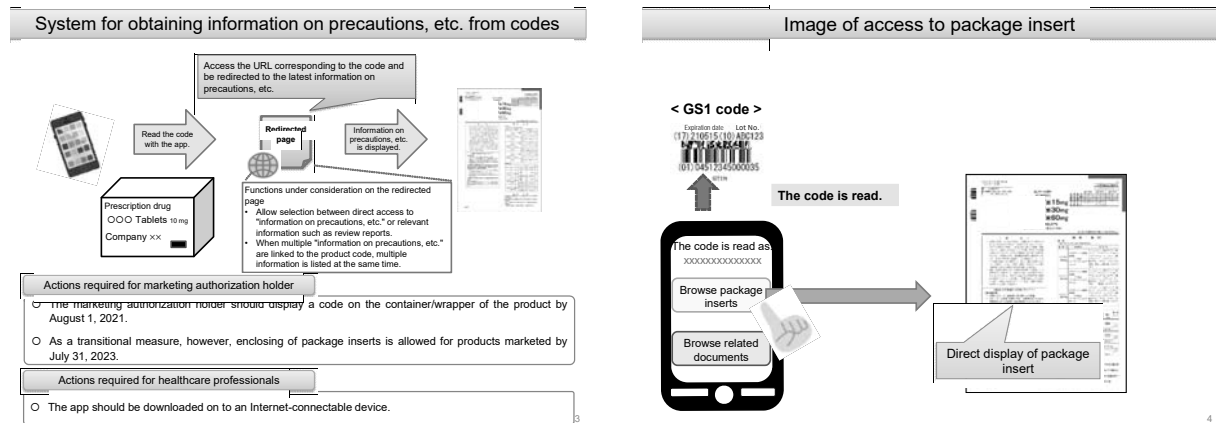 System for obtaining information on precautions, etc. from codes
Access the URL corresponding to the code and
be redirected to the latest information on
precautions, etc.
Read the code
with the app.
Redirected
page
Information on
precautions, etc.
is displayed.
Prescription drug
○○○ Tablets 10 mg
Company ××
Functions under consideration on the redirected
page
• Allow selection between direct access to
"information on precautions, etc." or relevant
information such as review reports.
• When multiple "information on precautions, etc."
are linked to the product code, multiple
information is listed at the same time.
Actions required for marketing authorization holder
○ The marketing authorization holder should display a code on the container/wrapper of the product by
August 1, 2021.
○ As a transitional measure, however, enclosing of package inserts is allowed for products marketed by
July 31, 2023.
Actions required for healthcare professionals
○ The app should be downloaded on to an Internet-connectable device.
3
Image of access to package insert
< GS1 code >
Expiration date Lot No.
(17) 210515 (10) ABC123
(01) 04512345000035
The code is read.
The code is read as
xxxxxxxxxxxxxx
Browse package
inserts
Browse related
documents
Direct display of package
insert
4